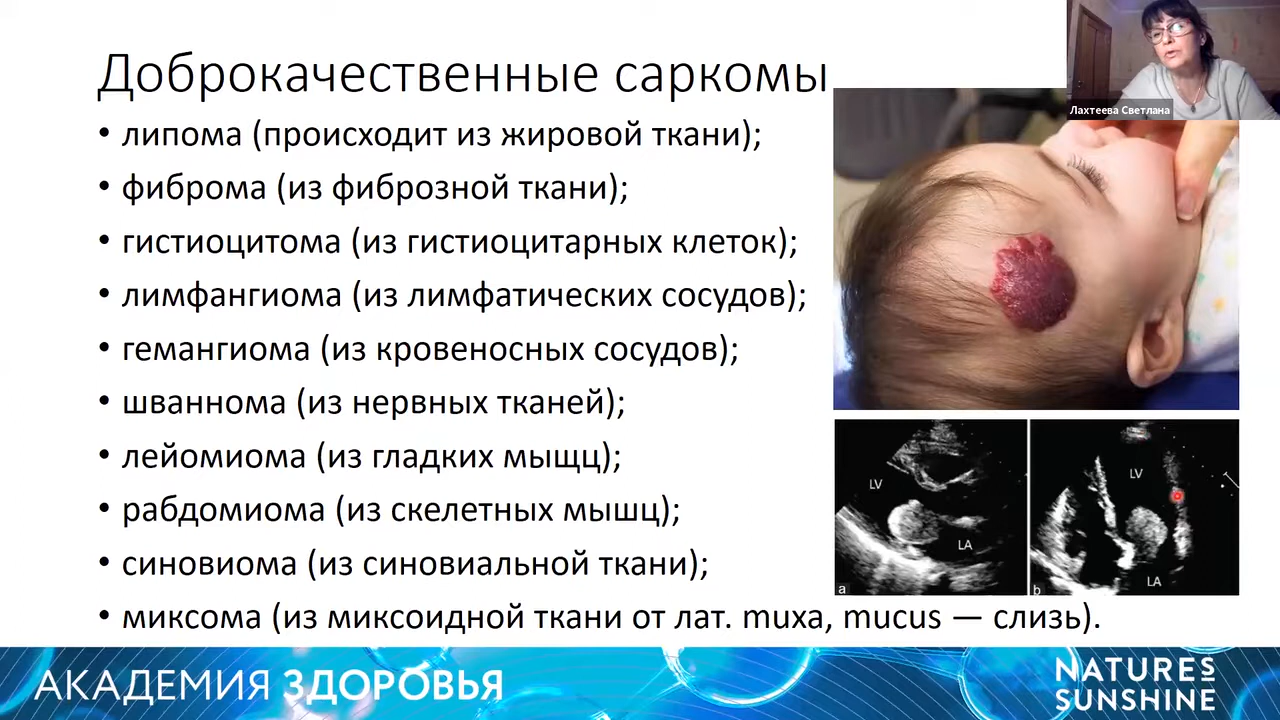 Доброкачественные саркомы
Лахтеева Светлана
• липома (происходит из жировой ткани);
• фиброма (из фиброзной ткани);
• гистиоцитома (из гистиоцитарных клеток);
• лимфангиома (из лимфатических сосудов);
• гемангиома (из кровеносных сосудов);
• шваннома (из нервных тканей);
• лейомиома (из гладких мыщц);
• рабдомиома (из скелетных мышц);
• синовиома (из синовиальной ткани);
• миксома (из миксоидной ткани от лат. muxa, mucus — слизь).
LV
LA
a
LV
LA
b
АКАДЕМИЯ ЗДОРОВЬЯ
NATURE'S
SUNSHINE